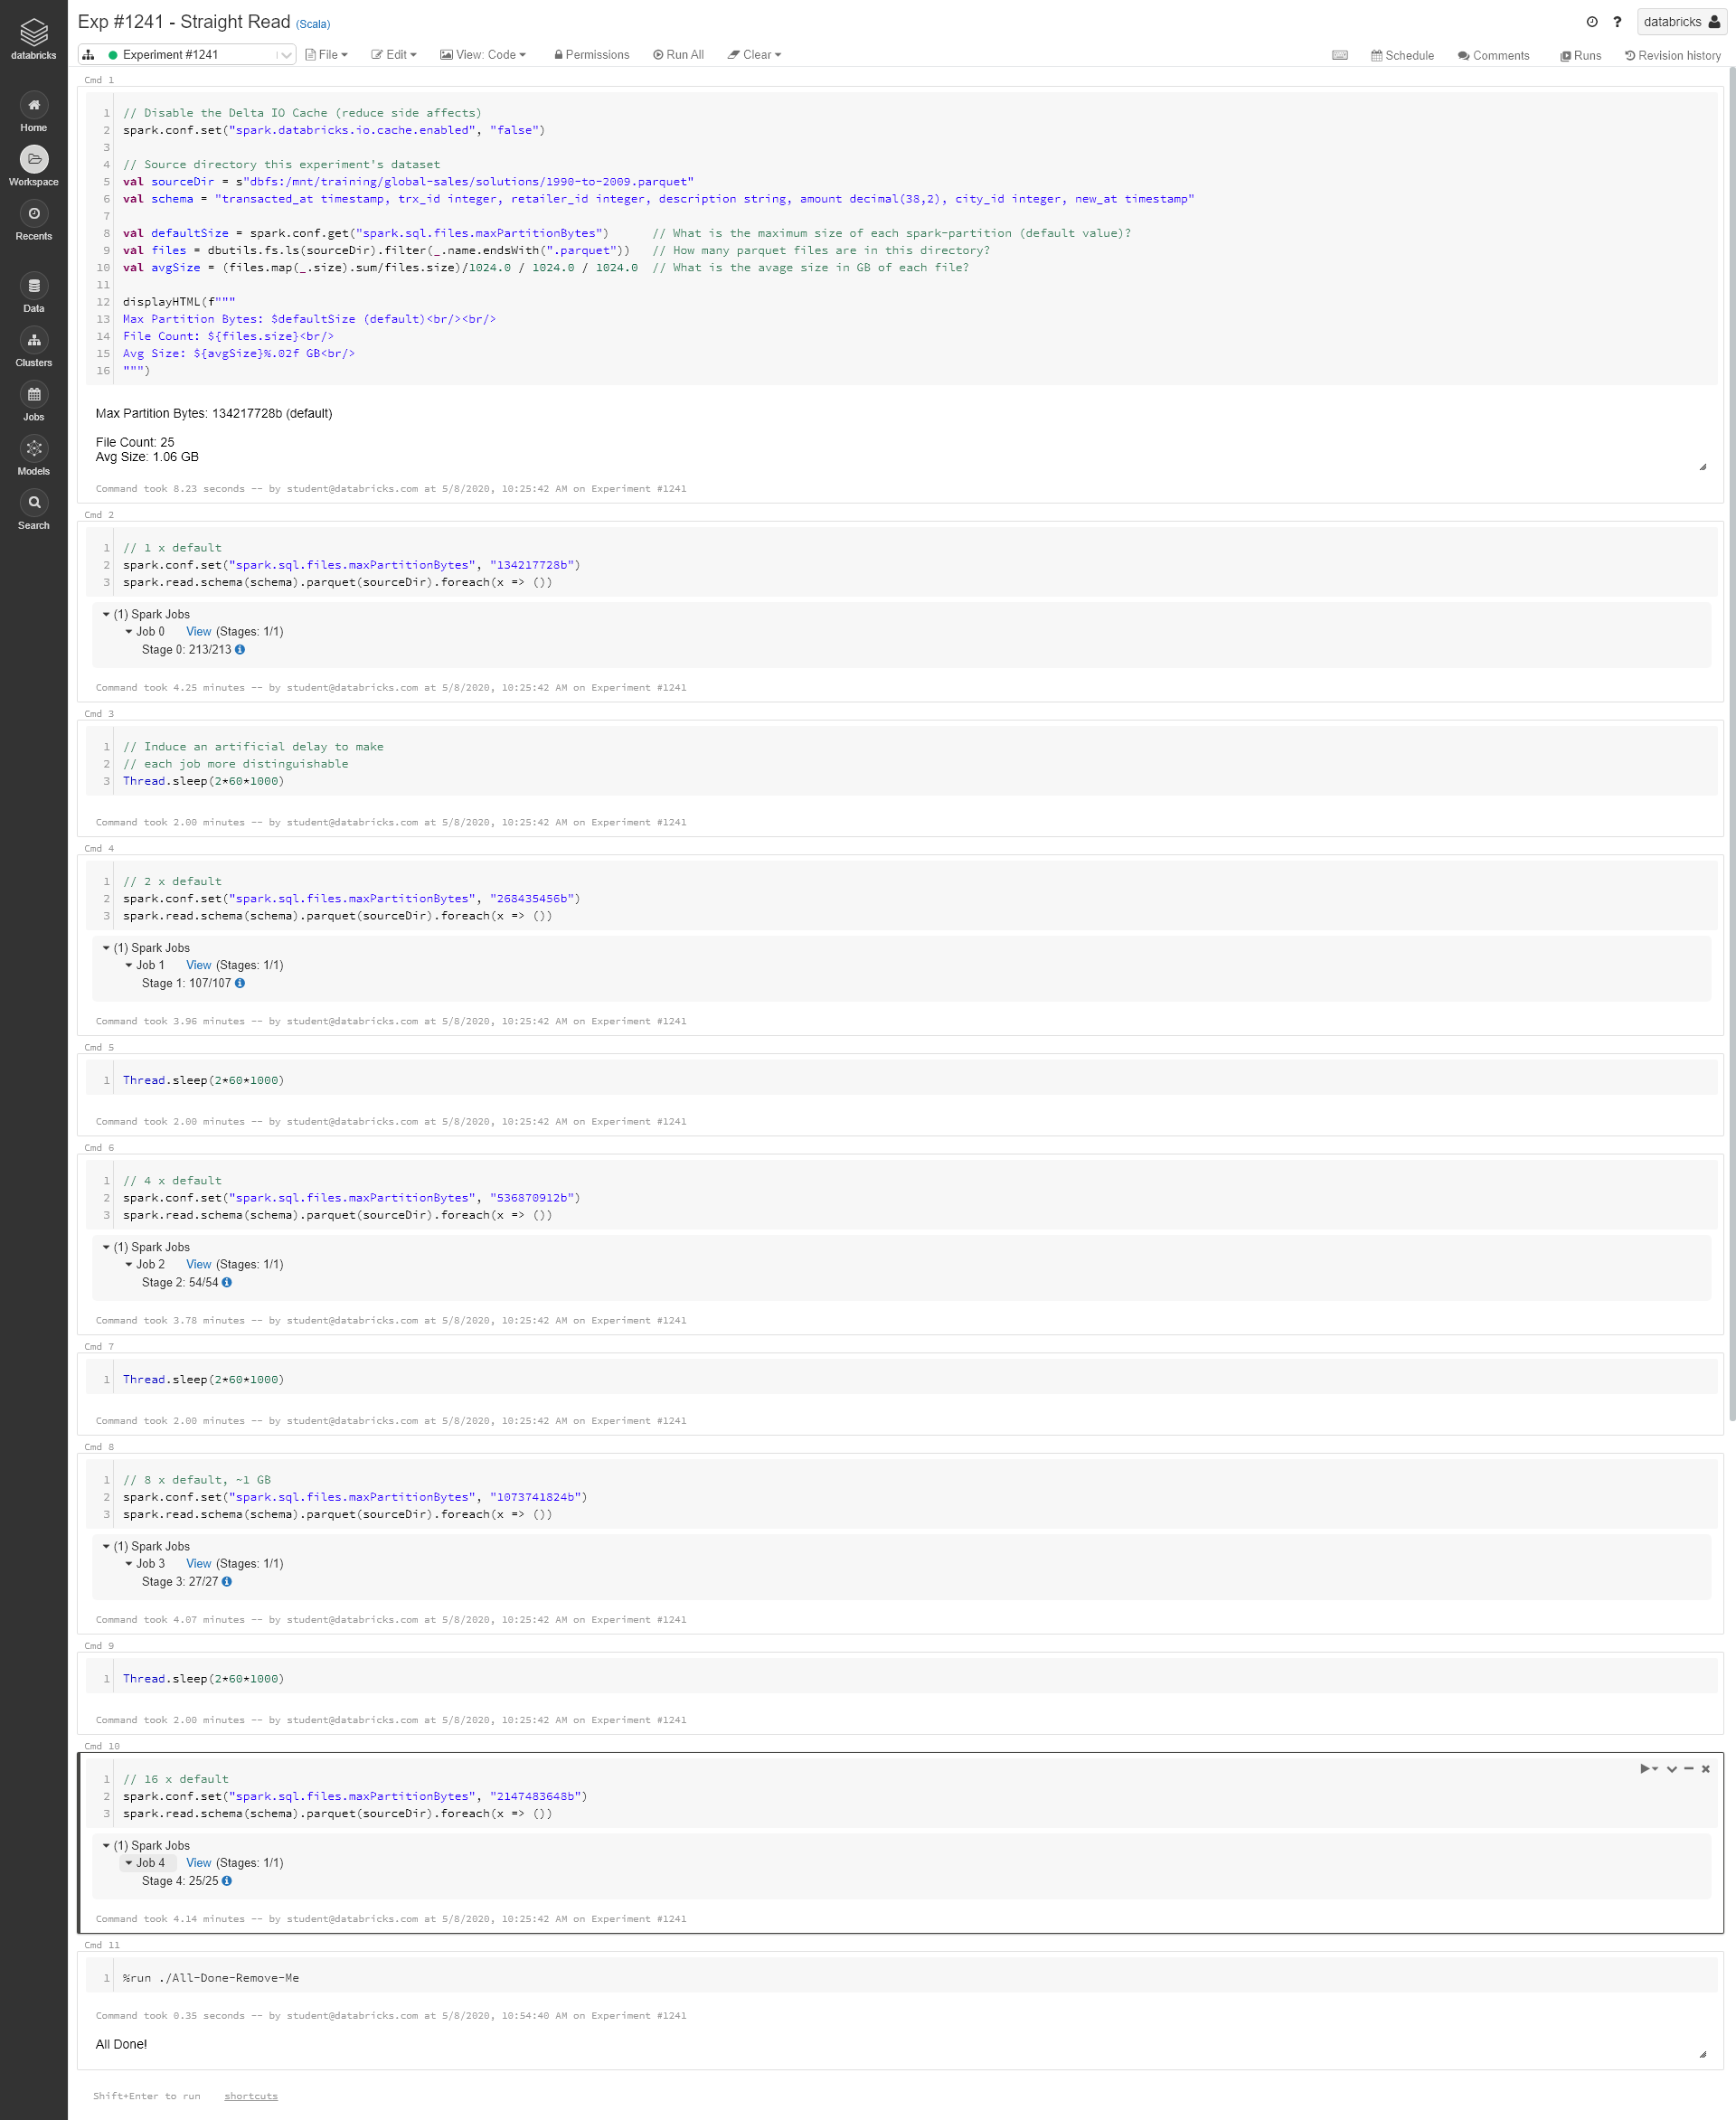 databricks
Home
Workspace
Recents
Data
Clusters
Jobs
Models
Search
Exp #1241 - Straight Read (Scala)
databricks
Experiment #1241
File
Edit
View: Code
Permissions
Run All
Clear
Schedule
Comments
Runs
Revision history
Cmd 1
1 // Disable the Delta IO Cache (reduce side affects)
2 spark.conf.set("spark.databricks.io.cache.enabled", "false")
3
4 // Source directory this experiment's dataset
5 val sourceDir = s"dbfs:/mnt/training/global-sales/solutions/1990-to-2009.parquet"
6 val schema = "transacted_at timestamp, trx_id integer, retailer_id integer, description string, amount decimal(38,2), city_id integer, new_at timestamp"
7
8 val defaultSize = spark.conf.get("spark.sql.files.maxPartitionBytes") // What is the maximum size of each spark-partition (default value)?
9 val files = dbutils.fs.ls(sourceDir).filter(_.name.endsWith(".parquet")) // How many parquet files are in this directory?
10 val avgSize = (files.map(_.size).sum/files.size)/1024.0 / 1024.0 / 1024.0 // What is the avage size in GB of each file?
11
12 displayHTML(f"""
13 Max Partition Bytes: $defaultSize (default)<br/><br/>
14 File Count: ${files.size}<br/>
15 Avg Size: ${avgSize}%.02f GB<br/>
16 """)
Max Partition Bytes: 134217728b (default)
File Count: 25
Avg Size: 1.06 GB
Command took 8.23 seconds -- by student@databricks.com at 5/8/2020, 10:25:42 AM on Experiment #1241
Cmd 2
1 // 1 x default
2 spark.conf.set("spark.sql.files.maxPartitionBytes", "134217728b")
3 spark.read.schema(schema).parquet(sourceDir).foreach(x => ())
(1) Spark Jobs
Job 0 View (Stages: 1/1)
Stage 0: 213/213
Command took 4.25 minutes -- by student@databricks.com at 5/8/2020, 10:25:42 AM on Experiment #1241
Cmd 3
1 // Induce an artificial delay to make
2 // each job more distinguishable
3 Thread.sleep(2*60*1000)
Command took 2.00 minutes -- by student@databricks.com at 5/8/2020, 10:25:42 AM on Experiment #1241
Cmd 4
1 // 2 x default
2 spark.conf.set("spark.sql.files.maxPartitionBytes", "268435456b")
3 spark.read.schema(schema).parquet(sourceDir).foreach(x => ())
(1) Spark Jobs
Job 1 View (Stages: 1/1)
Stage 1: 107/107
Command took 3.96 minutes -- by student@databricks.com at 5/8/2020, 10:25:42 AM on Experiment #1241
Cmd 5
1 Thread.sleep(2*60*1000)
Command took 2.00 minutes -- by student@databricks.com at 5/8/2020, 10:25:42 AM on Experiment #1241
Cmd 6
1 // 4 x default
2 spark.conf.set("spark.sql.files.maxPartitionBytes", "536870912b")
3 spark.read.schema(schema).parquet(sourceDir).foreach(x => ())
(1) Spark Jobs
Job 2 View (Stages: 1/1)
Stage 2: 54/54
Command took 3.78 minutes -- by student@databricks.com at 5/8/2020, 10:25:42 AM on Experiment #1241
Cmd 7
1 Thread.sleep(2*60*1000)
Command took 2.00 minutes -- by student@databricks.com at 5/8/2020, 10:25:42 AM on Experiment #1241
Cmd 8
1 // 8 x default, ~1 GB
2 spark.conf.set("spark.sql.files.maxPartitionBytes", "1073741824b")
3 spark.read.schema(schema).parquet(sourceDir).foreach(x => ())
(1) Spark Jobs
Job 3 View (Stages: 1/1)
Stage 3: 27/27
Command took 4.07 minutes -- by student@databricks.com at 5/8/2020, 10:25:42 AM on Experiment #1241
Cmd 9
1 Thread.sleep(2*60*1000)
Command took 2.00 minutes -- by student@databricks.com at 5/8/2020, 10:25:42 AM on Experiment #1241
Cmd 10
1 // 16 x default
2 spark.conf.set("spark.sql.files.maxPartitionBytes", "2147483648b")
3 spark.read.schema(schema).parquet(sourceDir).foreach(x => ())
(1) Spark Jobs
Job 4 View (Stages: 1/1)
Stage 4: 25/25
Command took 4.14 minutes -- by student@databricks.com at 5/8/2020, 10:25:42 AM on Experiment #1241
Cmd 11
1 %run ./All-Done-Remove-Me
Command took 0.35 seconds -- by student@databricks.com at 5/8/2020, 10:54:40 AM on Experiment #1241
All Done!
Shift+Enter to run shortcuts